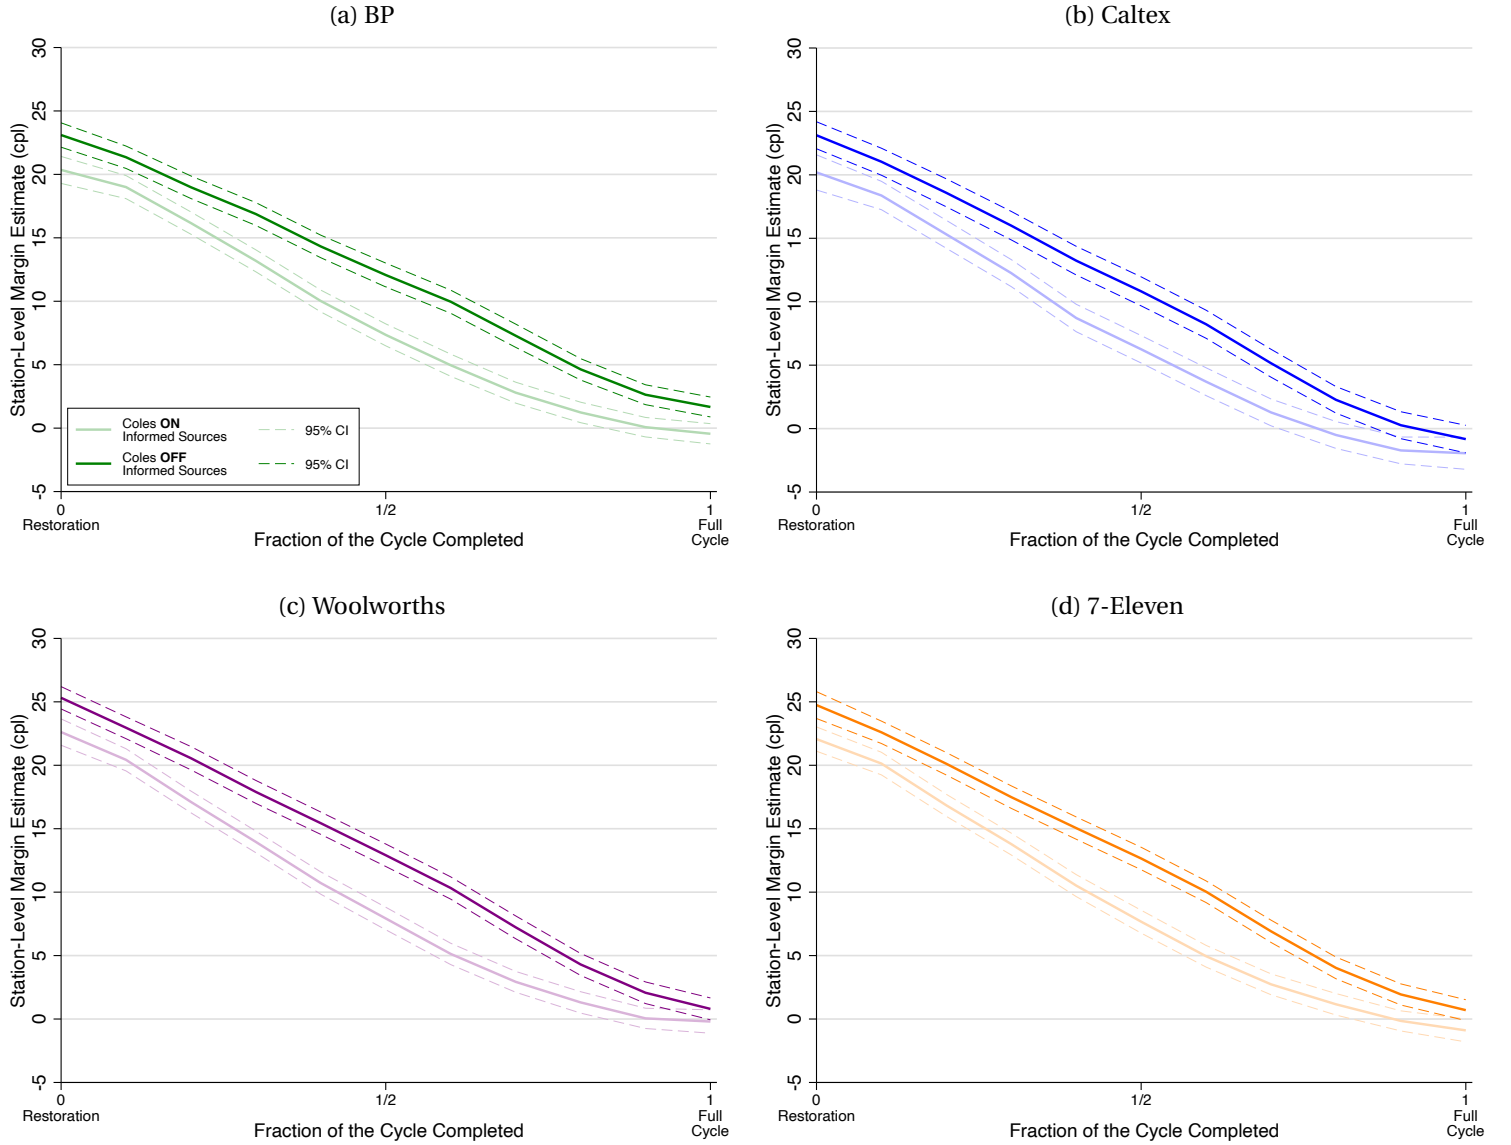 (a) BP
Station-Level Margin Estimate (cpl)
30
25
20
15
10
5
0
-5
Coles ON
Informed Sources
95% CI
Coles OFF
Informed Sources
95% CI
0
Restoration
1/2
1
Full
Cycle
Fraction of the Cycle Completed
(b) Caltex
Station-Level Margin Estimate (cpl)
30
25
20
15
10
5
0
-5
0
Restoration
1/2
1
Full
Cycle
Fraction of the Cycle Completed
(c) Woolworths
Station-Level Margin Estimate (cpl)
30
25
20
15
10
5
0
-5
0
Restoration
1/2
1
Full
Cycle
Fraction of the Cycle Completed
(d) 7-Eleven
Station-Level Margin Estimate (cpl)
30
25
20
15
10
5
0
-5
0
Restoration
1/2
1
Full
Cycle
Fraction of the Cycle Completed